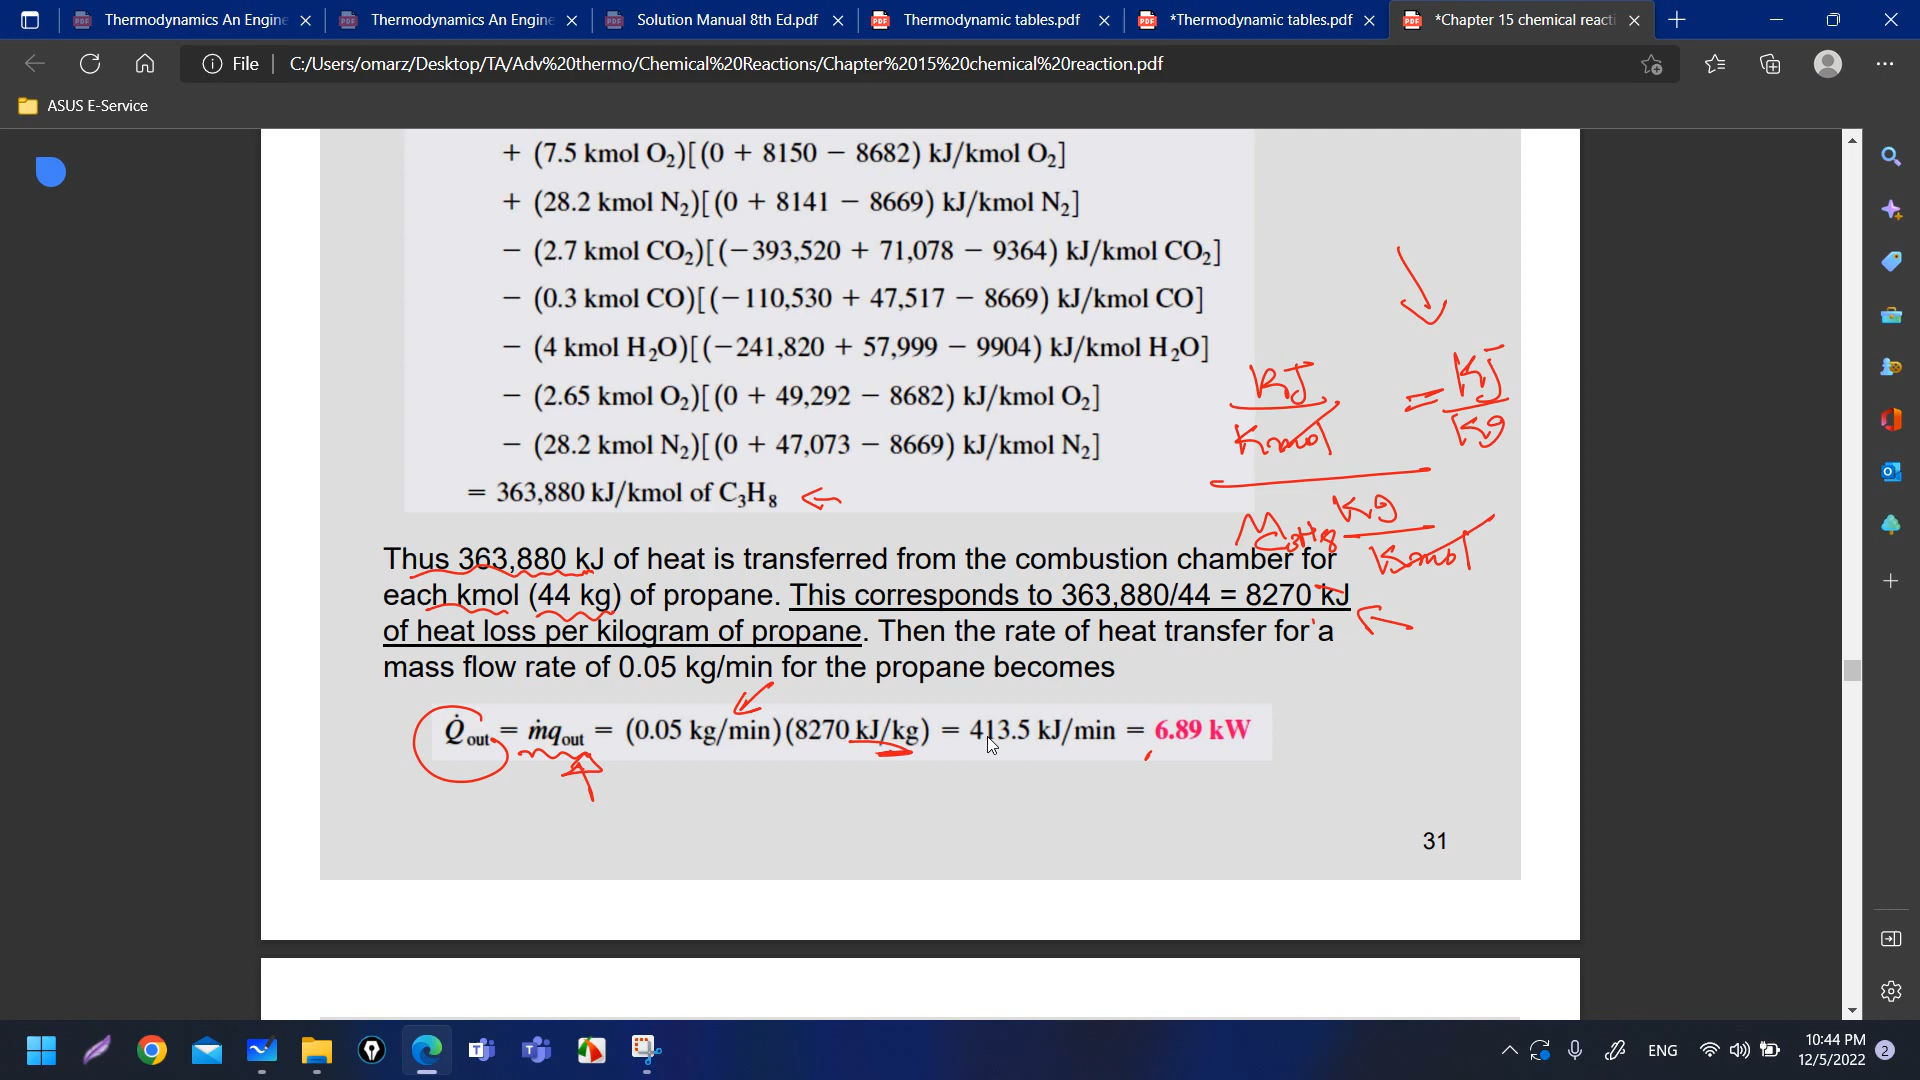 Thermodynamics An Engine
Thermodynamics An Engine
Solution Manual 8th Ed.pdf
Thermodynamic tables.pdf
*Thermodynamic tables.pdf
*Chapter 15 chemical reacti
File
C:/Users/omarz/Desktop/TA/Adv%20thermo/Chemical%20Reactions/Chapter%2015%20chemical%20reaction.pdf
ASUS E-Service
+ (7.5 kmol O₂)[(0 + 8150 − 8682) kJ/kmol O₂]
+ (28.2 kmol N₂)[(0 + 8141 − 8669) kJ/kmol N₂]
− (2.7 kmol CO₂)[(−393,520 + 71,078 − 9364) kJ/kmol CO₂]
− (0.3 kmol CO)[(−110,530 + 47,517 − 8669) kJ/kmol CO]
− (4 kmol H₂O)[(−241,820 + 57,999 − 9904) kJ/kmol H₂O]
− (2.65 kmol O₂)[(0 + 49,292 − 8682) kJ/kmol O₂]
− (28.2 kmol N₂)[(0 + 47,073 − 8669) kJ/kmol N₂]
= 363,880 kJ/kmol of C₃H₈
KJ
Kmol
= KJ
Kg
M C₃H₈ Kg
Kmol
Thus 363,880 kJ of heat is transferred from the combustion chamber for
each kmol (44 kg) of propane. This corresponds to 363,880/44 = 8270 kJ
of heat loss per kilogram of propane. Then the rate of heat transfer for a
mass flow rate of 0.05 kg/min for the propane becomes
Q̇out = ṁqout = (0.05 kg/min)(8270 kJ/kg) = 413.5 kJ/min = 6.89 kW
31
ENG
10:44 PM
12/5/2022
2